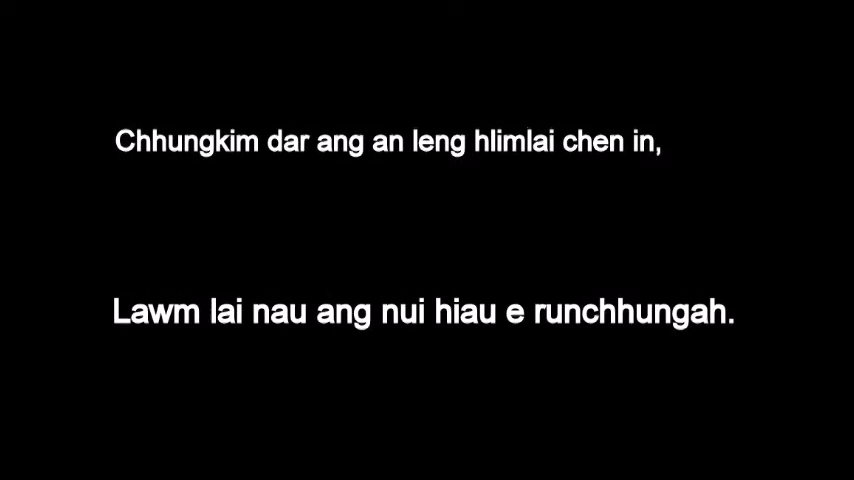 Chhungkim dar ang an leng hlimlai chen in,
Lawm lai nau ang nui hiau e runchhungah.